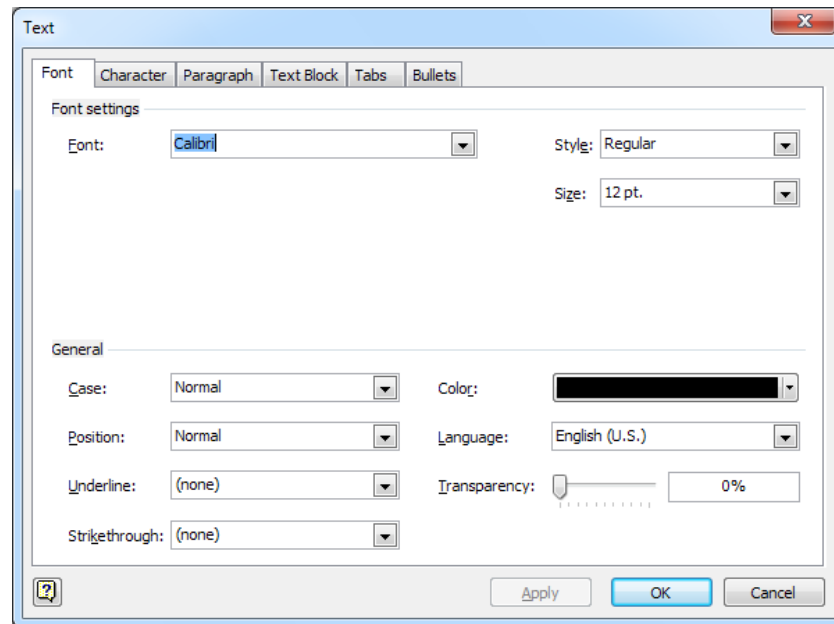 Text
Font Character Paragraph Text Block Tabs Bullets
Font settings
Font: Calibri Style: Regular
Size: 12 pt.
General
Case: Normal Color:
Position: Normal Language: English (U.S.)
Underline: (none) Transparency: 0%
Strikethrough: (none)
Apply OK Cancel